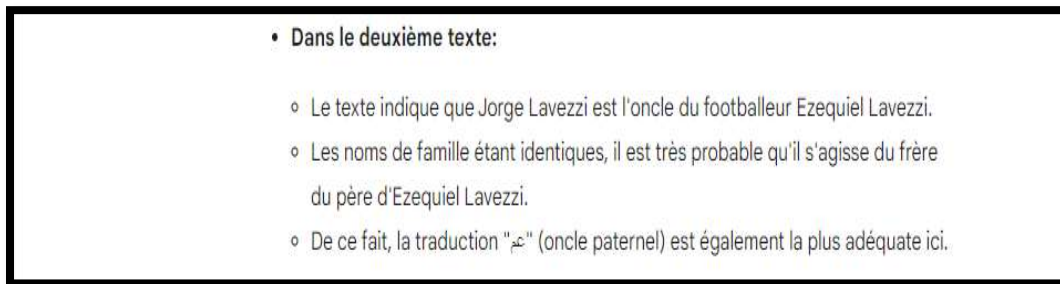 • Dans le deuxième texte:
◦ Le texte indique que Jorge Lavezzi est l'oncle du footballeur Ezequiel Lavezzi.
◦ Les noms de famille étant identiques, il est très probable qu'il s'agisse du frère
du père d'Ezequiel Lavezzi.
◦ De ce fait, la traduction "عم" (oncle paternel) est également la plus adéquate ici.